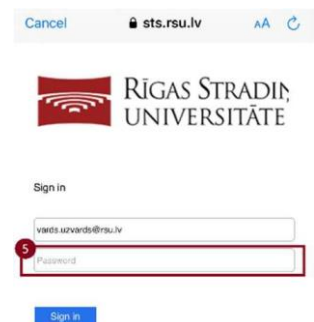 Cancel sts.rsu.lv AA
RĪGAS STRADIŅ
UNIVERSITĀTE
Sign in
vards.uzvards@rsu.lv
5
Password
Sign in